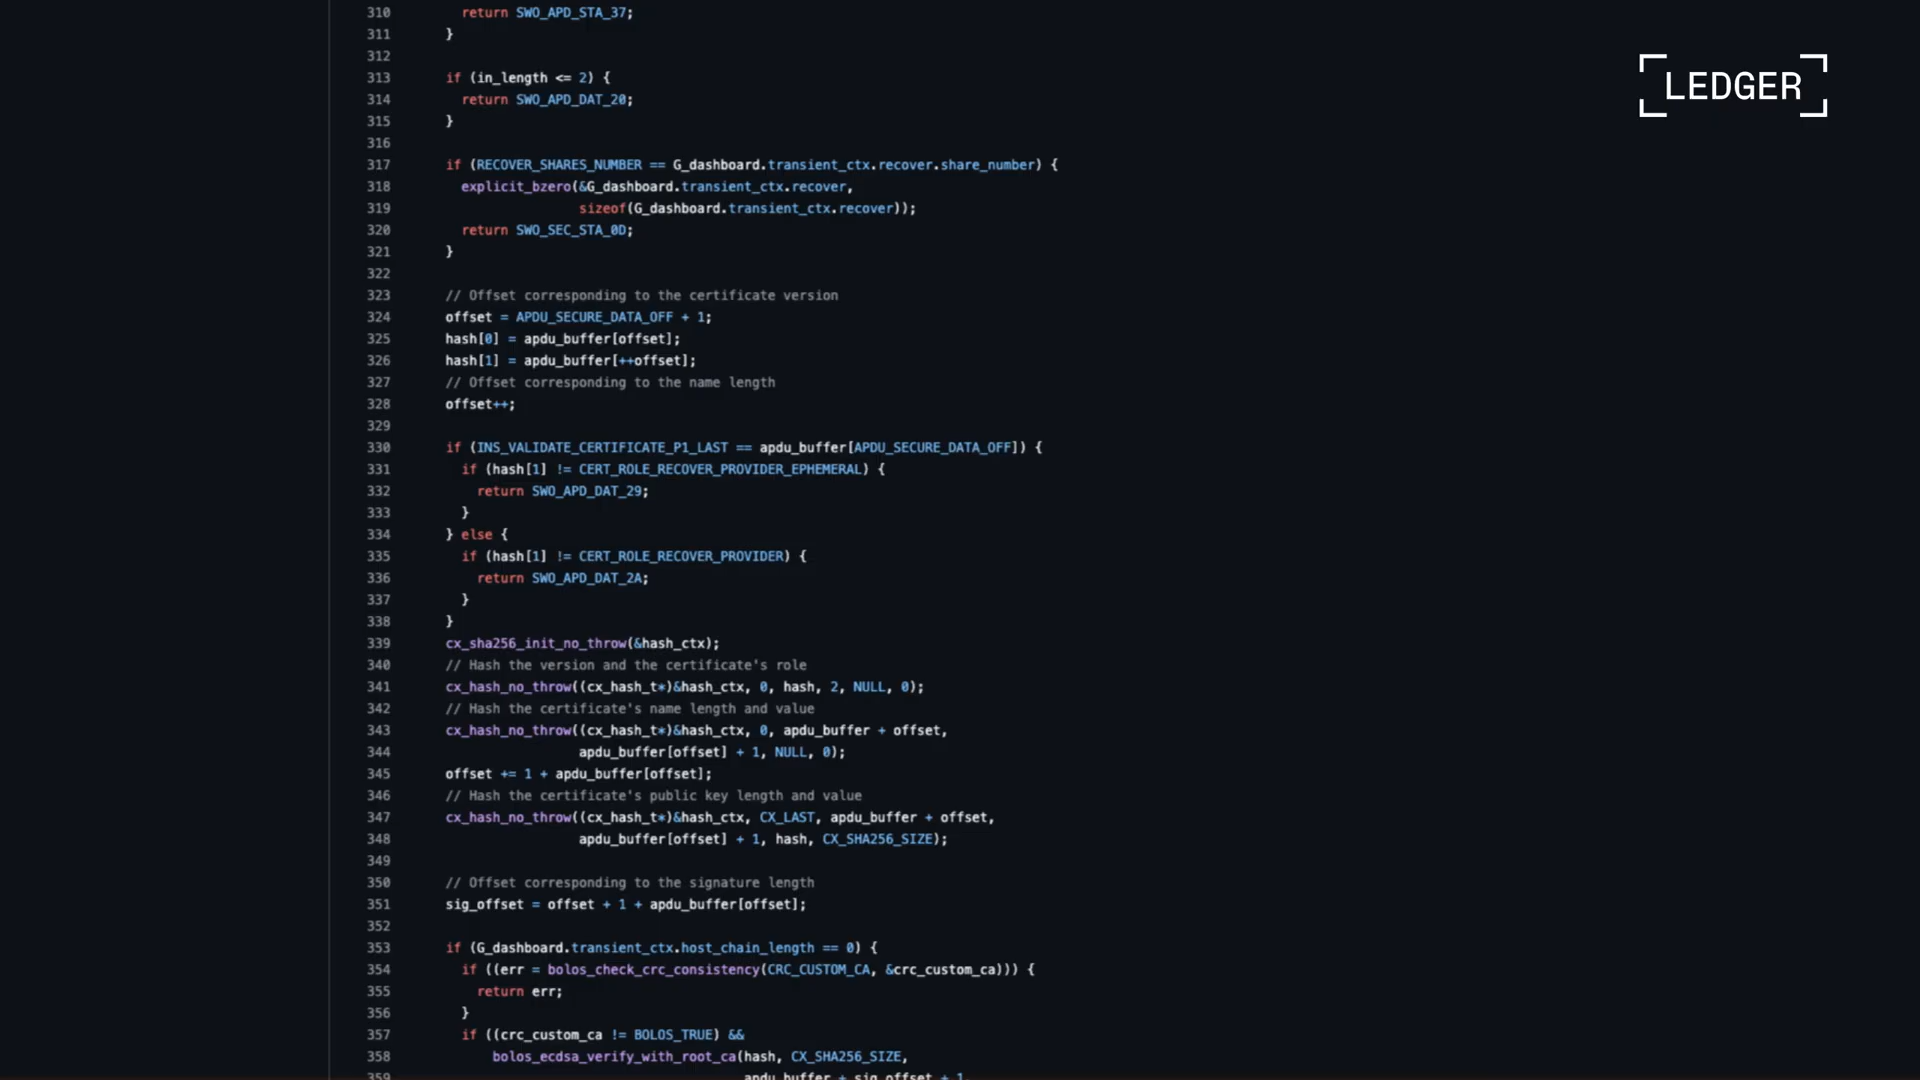 310 return SWO_APD_STA_37;
311 }
312
313 if (in_length <= 2) {
314 return SWO_APD_DAT_20;
315 }
316
317 if (RECOVER_SHARES_NUMBER == G_dashboard.transient_ctx.recover.share_number) {
318 explicit_bzero(&G_dashboard.transient_ctx.recover,
319 sizeof(G_dashboard.transient_ctx.recover));
320 return SWO_SEC_STA_0D;
321 }
322
323 // Offset corresponding to the certificate version
324 offset = APDU_SECURE_DATA_OFF + 1;
325 hash[0] = apdu_buffer[offset];
326 hash[1] = apdu_buffer[++offset];
327 // Offset corresponding to the name length
328 offset++;
329
330 if (INS_VALIDATE_CERTIFICATE_P1_LAST == apdu_buffer[APDU_SECURE_DATA_OFF]) {
331 if (hash[1] != CERT_ROLE_RECOVER_PROVIDER_EPHEMERAL) {
332 return SWO_APD_DAT_29;
333 }
334 } else {
335 if (hash[1] != CERT_ROLE_RECOVER_PROVIDER) {
336 return SWO_APD_DAT_2A;
337 }
338 }
339 cx_sha256_init_no_throw(&hash_ctx);
340 // Hash the version and the certificate's role
341 cx_hash_no_throw((cx_hash_t*)&hash_ctx, 0, hash, 2, NULL, 0);
342 // Hash the certificate's name length and value
343 cx_hash_no_throw((cx_hash_t*)&hash_ctx, 0, apdu_buffer + offset,
344 apdu_buffer[offset] + 1, NULL, 0);
345 offset += 1 + apdu_buffer[offset];
346 // Hash the certificate's public key length and value
347 cx_hash_no_throw((cx_hash_t*)&hash_ctx, CX_LAST, apdu_buffer + offset,
348 apdu_buffer[offset] + 1, hash, CX_SHA256_SIZE);
349
350 // Offset corresponding to the signature length
351 sig_offset = offset + 1 + apdu_buffer[offset];
352
353 if (G_dashboard.transient_ctx.host_chain_length == 0) {
354 if ((err = bolos_check_crc_consistency(CRC_CUSTOM_CA, &crc_custom_ca))) {
355 return err;
356 }
357 if ((crc_custom_ca != BOLOS_TRUE) &&
358 bolos_ecdsa_verify_with_root_ca(hash, CX_SHA256_SIZE,
359 apdu_buffer + sig_offset + 1,
LEDGER